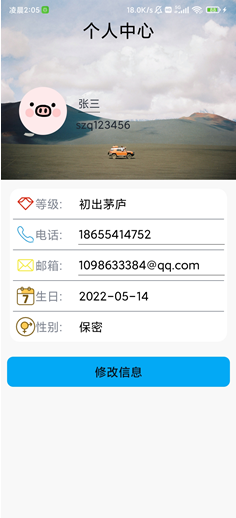 凌晨2:05 18.0K/s
个人中心
张三
szq123456
等级: 初出茅庐
电话: 18655414752
邮箱: 1098633384@qq.com
7 生日: 2022-05-14
性别: 保密
修改信息